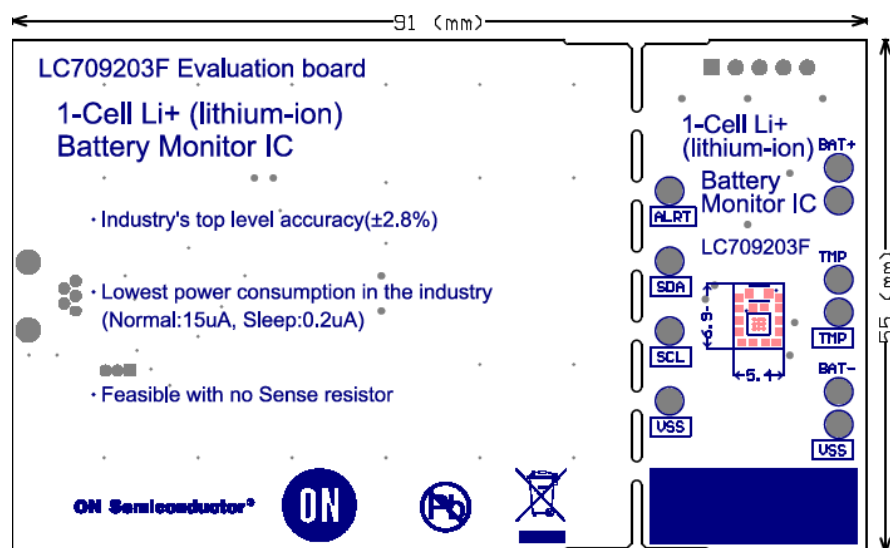 91 (mm)
LC709203F Evaluation board
1-Cell Li+ (lithium-ion)
Battery Monitor IC
· Industry's top level accuracy(±2.8%)
· Lowest power consumption in the industry
(Normal:15uA, Sleep:0.2uA)
· Feasible with no Sense resistor
ON Semiconductor®
ON
Pb
1-Cell Li+
(lithium-ion)
Battery
Monitor IC
LC709203F
BAT+
ALRT
SDA
SCL
VSS
TMP
TMP
BAT-
VSS
6.9
5.4
55 (mm)